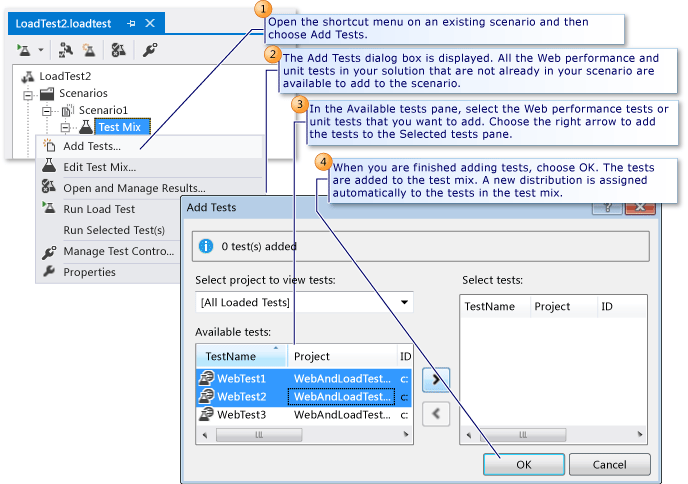 LoadTest2.loadtest
1
Open the shortcut menu on an existing scenario and then
choose Add Tests.
2
The Add Tests dialog box is displayed. All the Web performance and
unit tests in your solution that are not already in your scenario are
available to add to the scenario.
3
In the Available tests pane, select the Web performance tests or
unit tests that you want to add. Choose the right arrow to add
the tests to the Selected tests pane.
4
When you are finished adding tests, choose OK. The tests
are added to the test mix. A new distribution is assigned
automatically to the tests in the test mix.
LoadTest2
Scenarios
Scenario1
Test Mix
Add Tests...
Edit Test Mix...
Open and Manage Results...
Run Load Test
Run Selected Test(s)
Manage Test Contro...
Properties
Add Tests
0 test(s) added
Select project to view tests:
[All Loaded Tests]
Available tests:
TestName Project ID
WebTest1 WebAndLoadTest... c:
WebTest2 WebAndLoadTest... c:
WebTest3 WebAndLoadTest... c:
Select tests:
TestName Project ID
OK Cancel